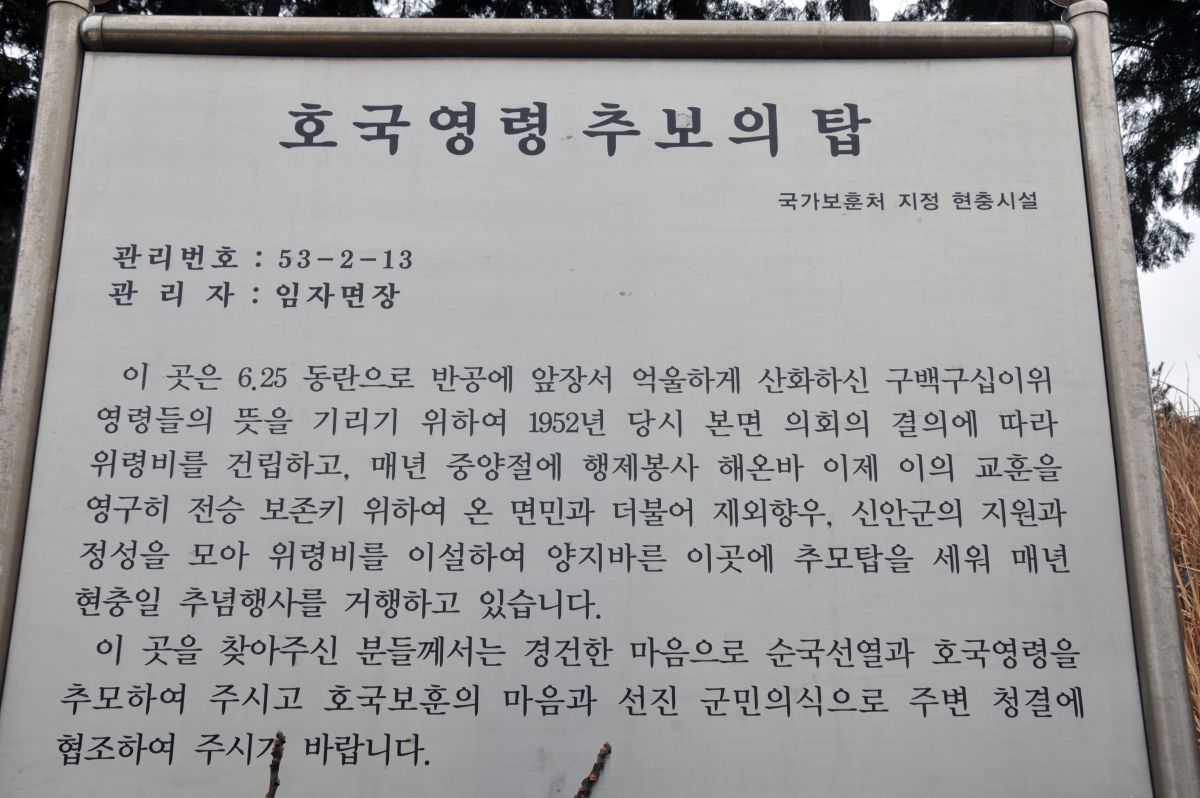 호국영령 추보의 탑
국가보훈처 지정 현충시설
관리번호 : 53-2-13
관 리 자 : 임자면장
이 곳은 6.25 동란으로 반공에 앞장서 억울하게 산화하신 구백구십이위
영령들의 뜻을 기리기 위하여 1952년 당시 본면 의회의 결의에 따라
위령비를 건립하고, 매년 중양절에 행제봉사 해온바 이제 이의 교훈을
영구히 전승 보존키 위하여 온 면민과 더불어 재외향우, 신안군의 지원과
정성을 모아 위령비를 이설하여 양지바른 이곳에 추모탑을 세워 매년
현충일 추념행사를 거행하고 있습니다.
이 곳을 찾아주신 분들께서는 경건한 마음으로 순국선열과 호국영령을
추모하여 주시고 호국보훈의 마음과 선진 군민의식으로 주변 청결에
협조하여 주시기 바랍니다.